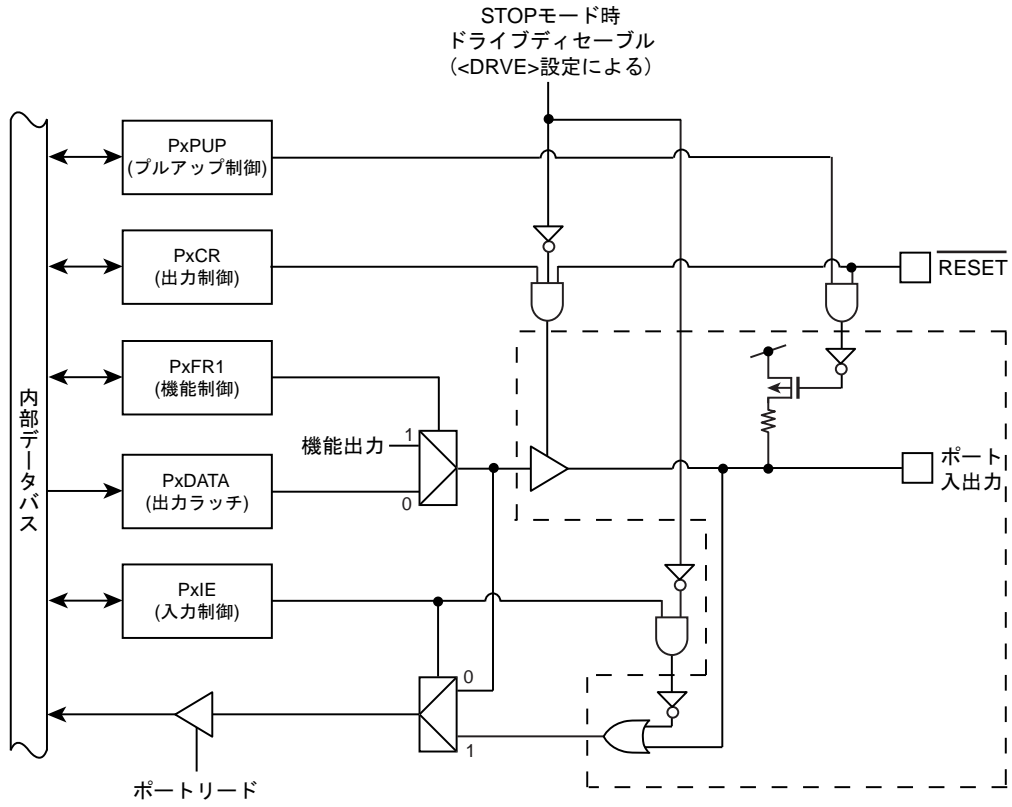 STOPモード時
ドライブディセーブル
(<DRVE>設定による)
PxPUP
(プルアップ制御)
PxCR
(出力制御)
RESET
PxFR1
(機能制御)
内部データバス
機能出力
1
0
PxDATA
(出力ラッチ)
ポート
入出力
PxIE
(入力制御)
0
1
ポートリード